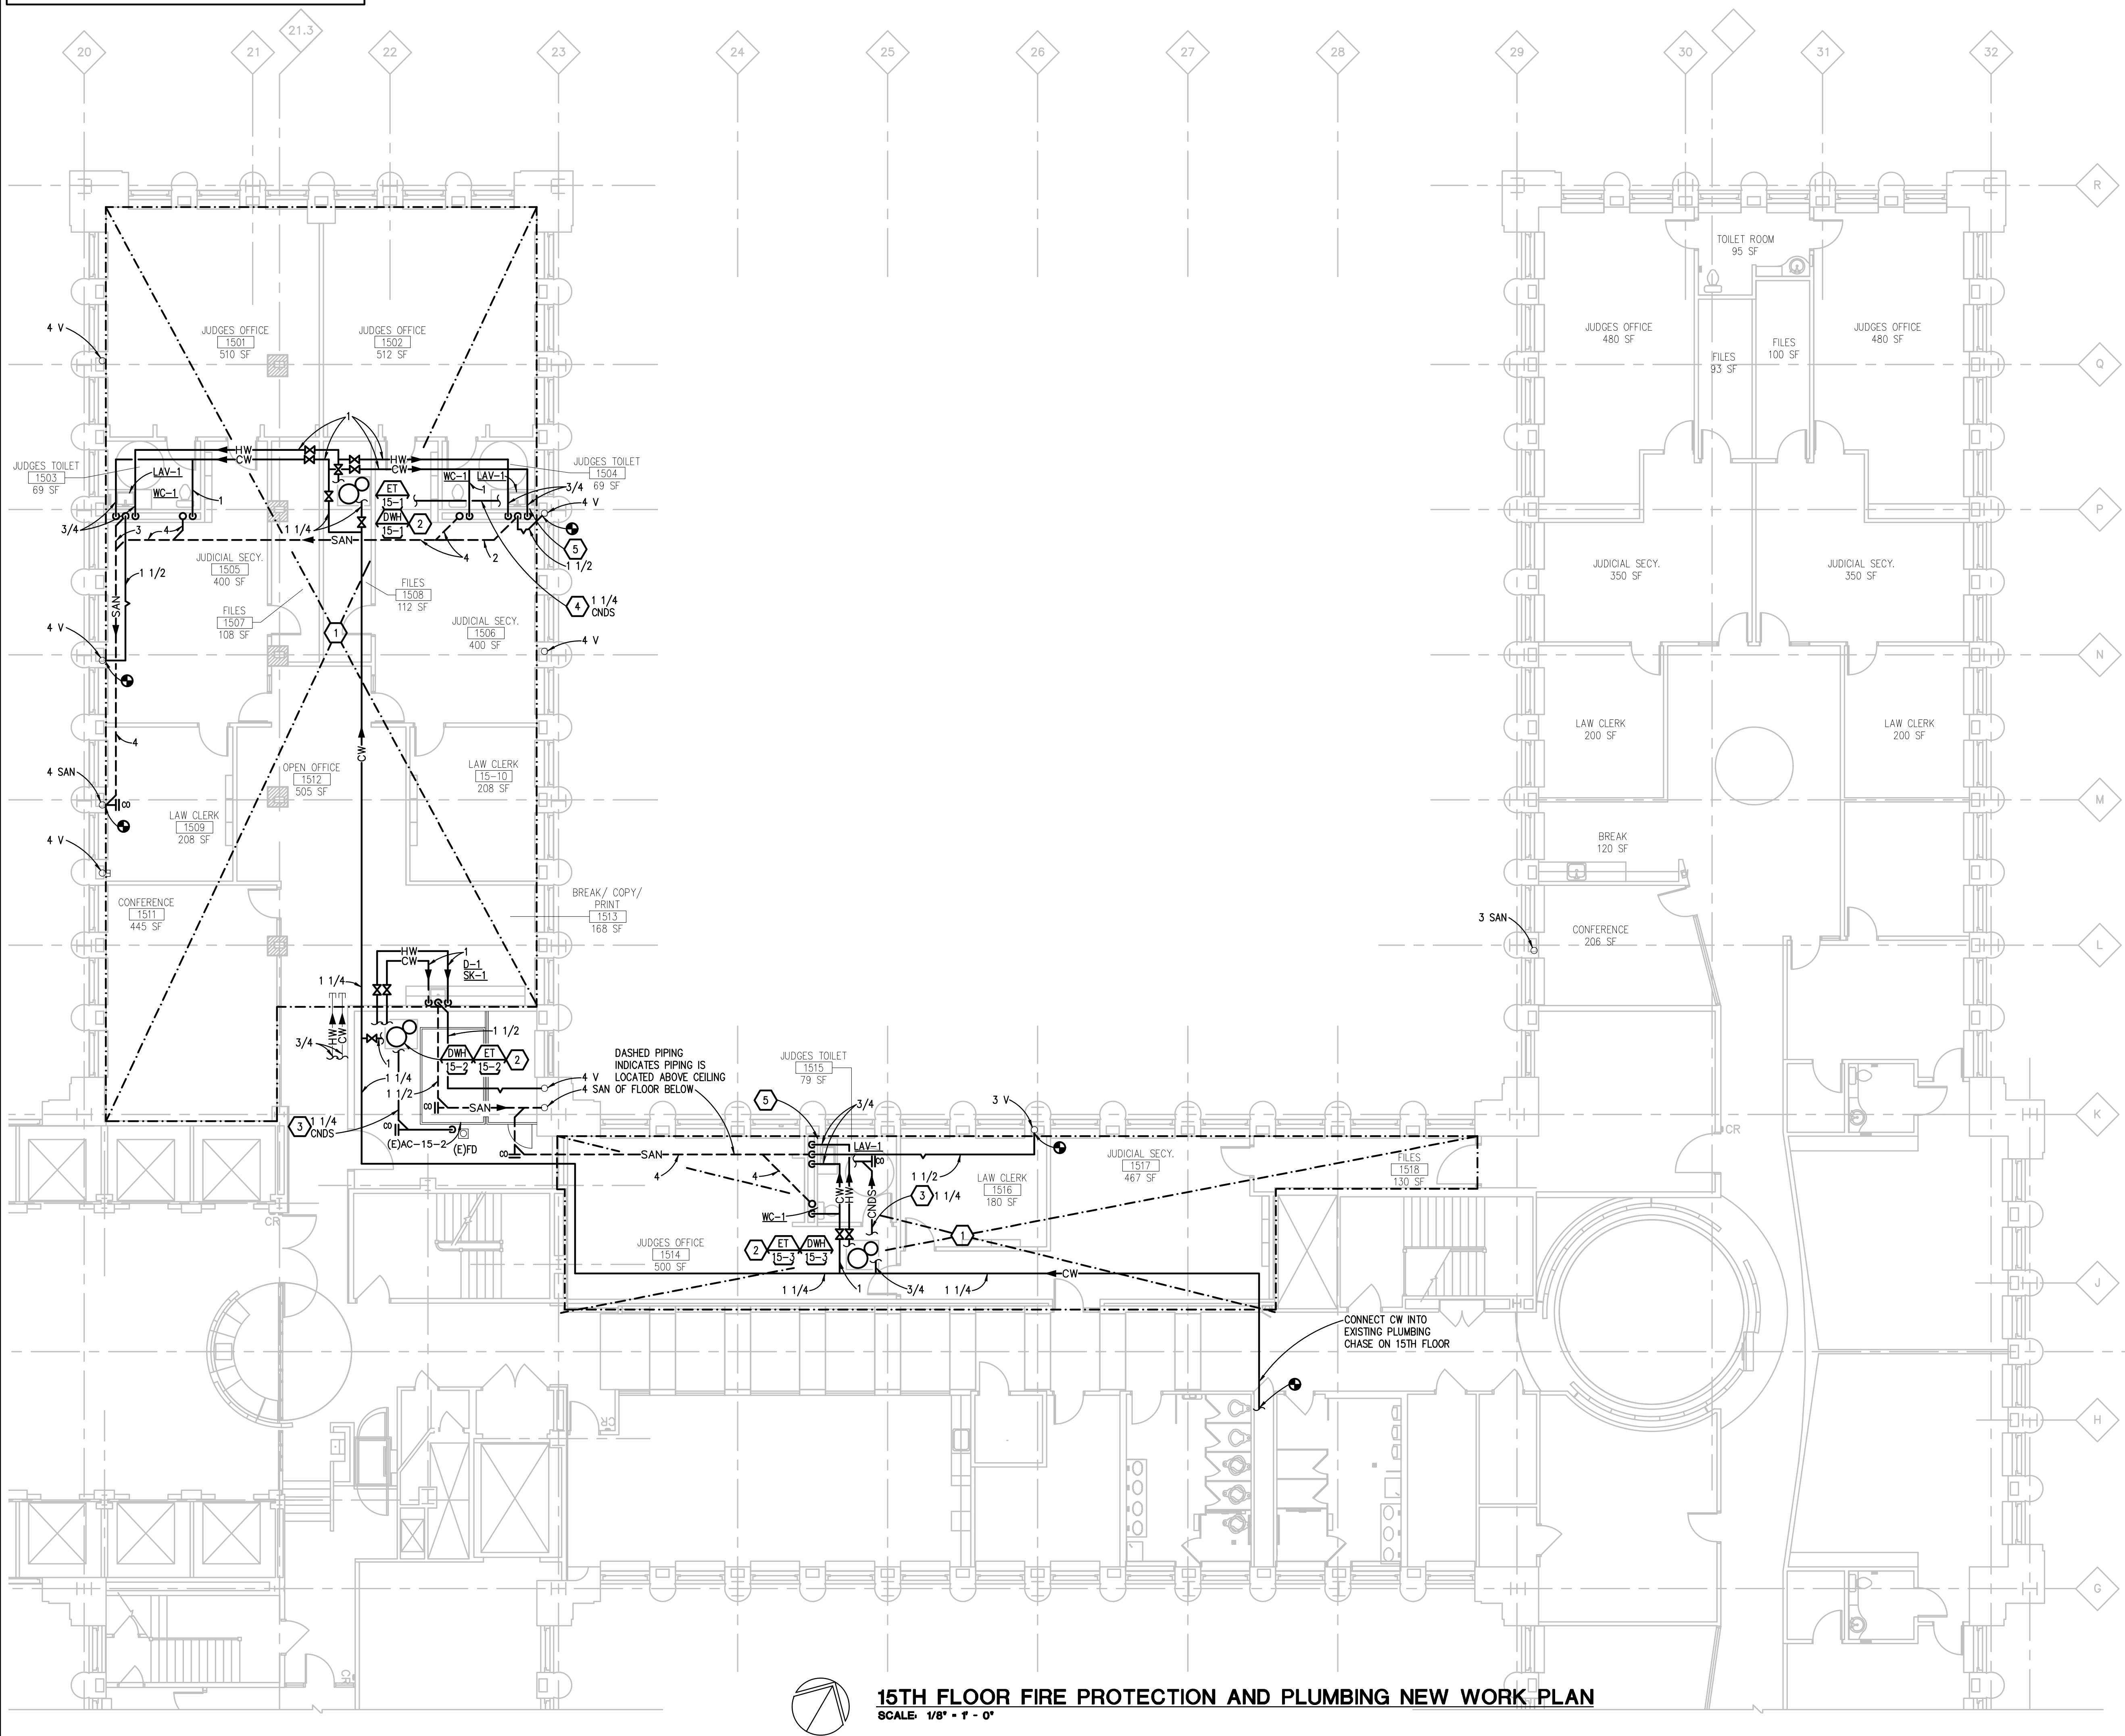 20
21
21.3
22
23
24
25
26
27
28
29
30
31
32
R
Q
P
N
M
L
K
J
H
G
TOILET ROOM
95 SF
JUDGES OFFICE
1501
510 SF
JUDGES OFFICE
1502
512 SF
JUDGES OFFICE
480 SF
FILES
93 SF
FILES
100 SF
JUDGES OFFICE
480 SF
4 V
1
HW
CW
HW
CW
JUDGES TOILET
1503
69 SF
LAV-1
WC-1
1
JUDGES TOILET
1504
69 SF
WC-1
LAV-1
1
3/4
4 V
ET
15-1
DWH
15-1
2
3/4
3
4
1 1/4
SAN
4
2
5
1 1/2
JUDICIAL SECY.
1505
400 SF
1 1/2
SAN
FILES
1508
112 SF
4
1 1/4
CNDS
FILES
1507
108 SF
JUDICIAL SECY.
1506
400 SF
1
4 V
4 V
JUDICIAL SECY.
350 SF
JUDICIAL SECY.
350 SF
LAW CLERK
200 SF
LAW CLERK
200 SF
4
CW
4 SAN
8
OPEN OFFICE
1512
505 SF
LAW CLERK
15-10
208 SF
LAW CLERK
1509
208 SF
4 V
BREAK
120 SF
CONFERENCE
1511
445 SF
BREAK/ COPY/
PRINT
1513
168 SF
3 SAN
CONFERENCE
206 SF
HW
CW
1
D-1
SK-1
1 1/4
HW
CW
3/4
1
1 1/2
DWH
15-2
ET
15-2
2
1 1/4
1 1/2
8
SAN
4 V
4 SAN
DASHED PIPING
INDICATES PIPING IS
LOCATED ABOVE CEILING
OF FLOOR BELOW
3
1 1/4
CNDS
8
(E)AC-15-2
(E)FD
8
JUDGES TOILET
1515
79 SF
5
3/4
3 V
SAN
4
4
LAV-1
8
1 1/2
JUDICIAL SECY.
1517
467 SF
LAW CLERK
1516
180 SF
FILES
1518
130 SF
CR
CW
HW
CNDS
3
1 1/4
WC-1
JUDGES OFFICE
1514
500 SF
2
ET
15-3
DWH
15-3
1
1 1/4
1
3/4
1 1/4
CW
CONNECT CW INTO
EXISTING PLUMBING
CHASE ON 15TH FLOOR
CR
CR
CR
15TH FLOOR FIRE PROTECTION AND PLUMBING NEW WORK PLAN
SCALE: 1/8" = 1' - 0"